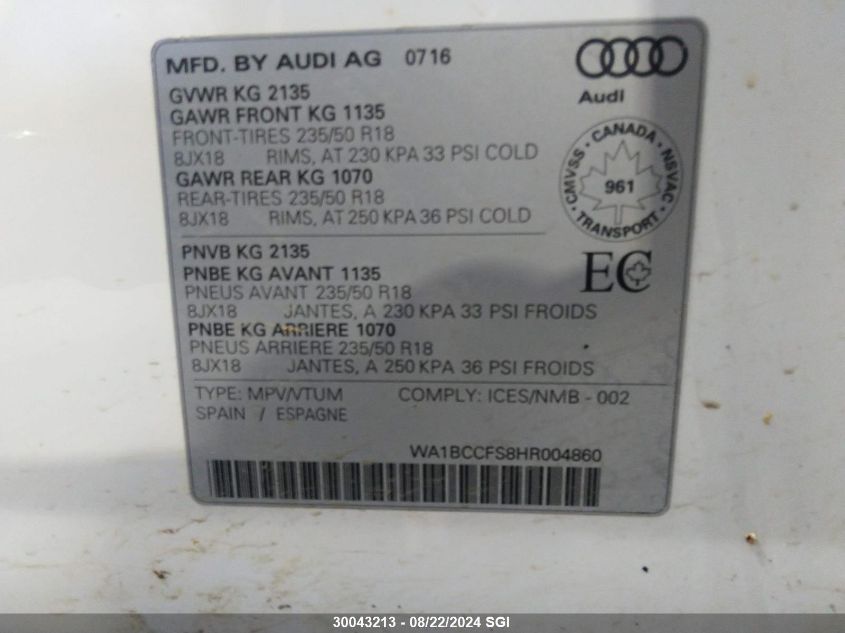 MFD. BY AUDI AG 0716
Audi
GVWR KG 2135
GAWR FRONT KG 1135
FRONT-TIRES 235/50 R18
8JX18 RIMS, AT 230 KPA 33 PSI COLD
GAWR REAR KG 1070
REAR-TIRES 235/50 R18
8JX18 RIMS, AT 250 KPA 36 PSI COLD
CMVSS · CANADA · NSVAC · TRANSPORT ·
961
PNVB KG 2135
PNBE KG AVANT 1135
PNEUS AVANT 235/50 R18
8JX18 JANTES, A 230 KPA 33 PSI FROIDS
PNBE KG ARRIERE 1070
PNEUS ARRIERE 235/50 R18
8JX18 JANTES, A 250 KPA 36 PSI FROIDS
EC
TYPE: MPV/VTUM COMPLY: ICES/NMB - 002
SPAIN / ESPAGNE
WA1BCCFS8HR004860
30043213 - 08/22/2024 SGI